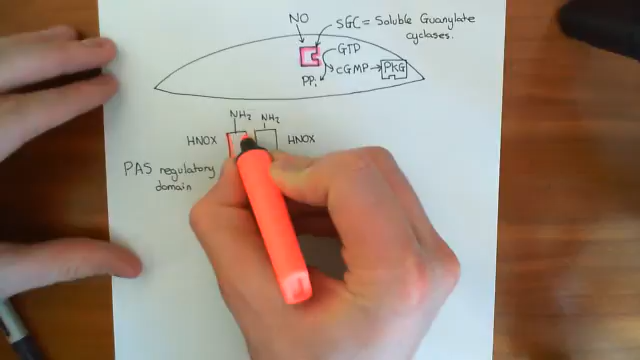 NO
sGC = Soluble Guanylate
cyclases.
GTP
cGMP
PKG
PPi
NH2
NH2
HNOX
HNOX
PAS regulatory
domain